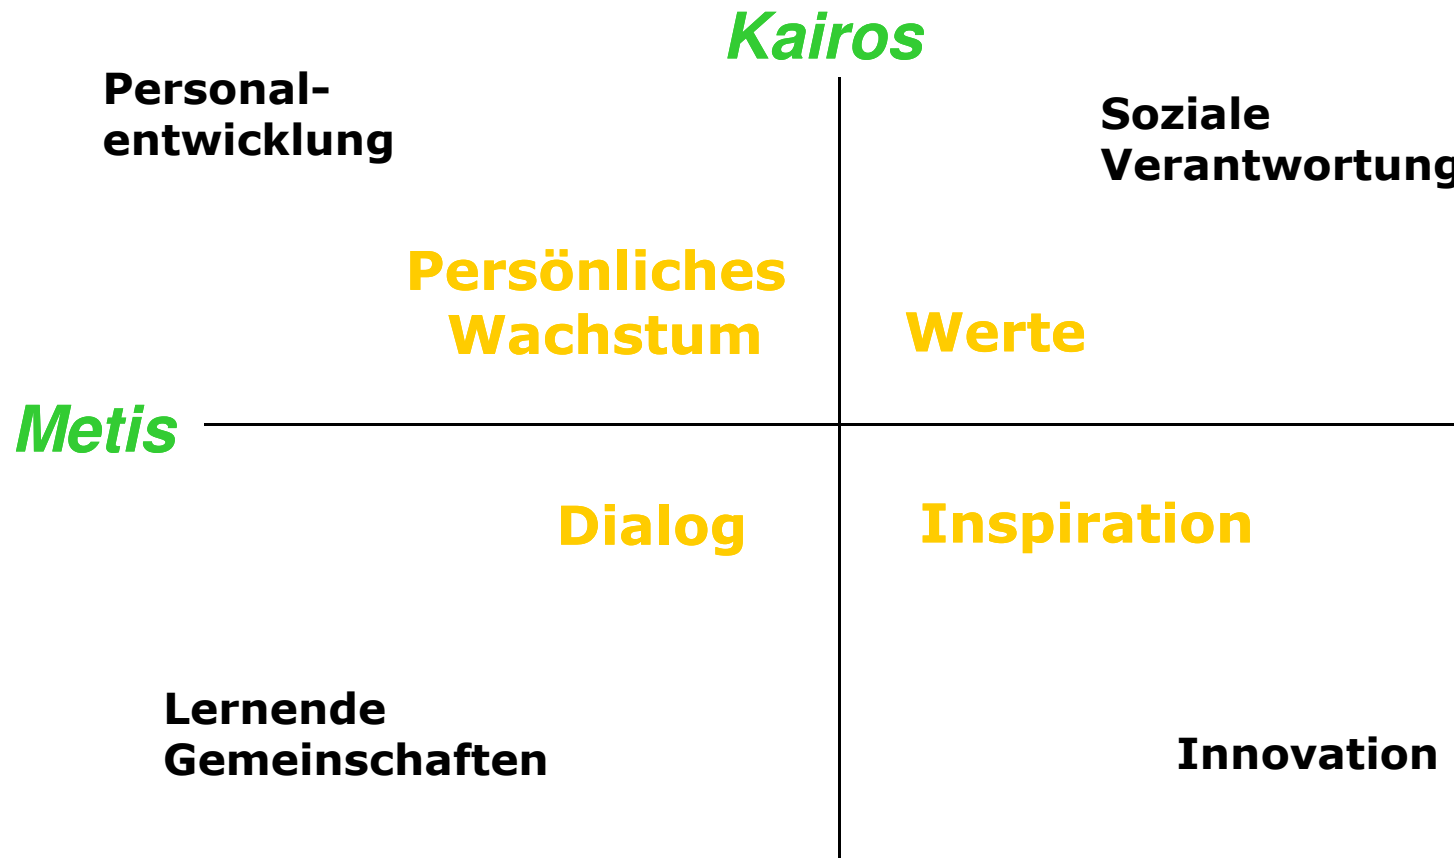 Kairos
Personal-
entwicklung
Soziale
Verantwortung
Persönliches
Wachstum
Werte
Metis
Dialog
Inspiration
Lernende
Gemeinschaften
Innovation